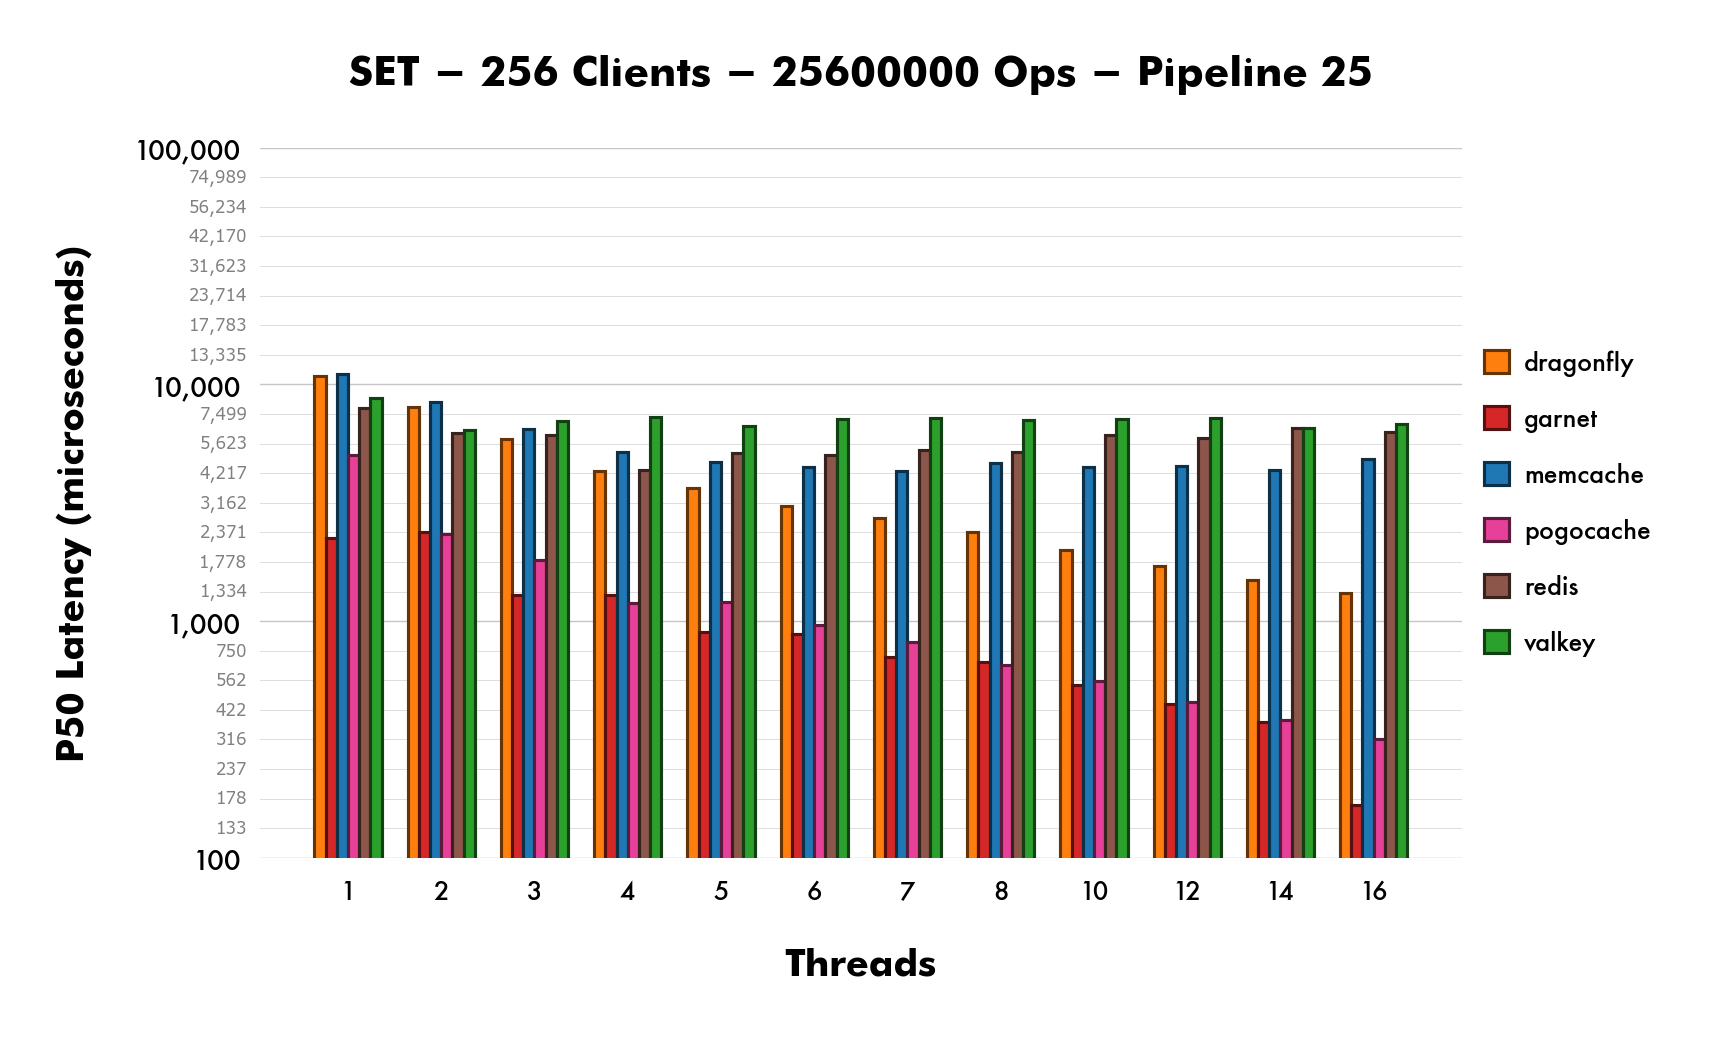 SET – 256 Clients – 25600000 Ops – Pipeline 25
P50 Latency (microseconds)
100,000
74,989
56,234
42,170
31,623
23,714
17,783
13,335
10,000
7,499
5,623
4,217
3,162
2,371
1,778
1,334
1,000
750
562
422
316
237
178
133
100
1 2 3 4 5 6 7 8 10 12 14 16
Threads
dragonfly
garnet
memcache
pogocache
redis
valkey